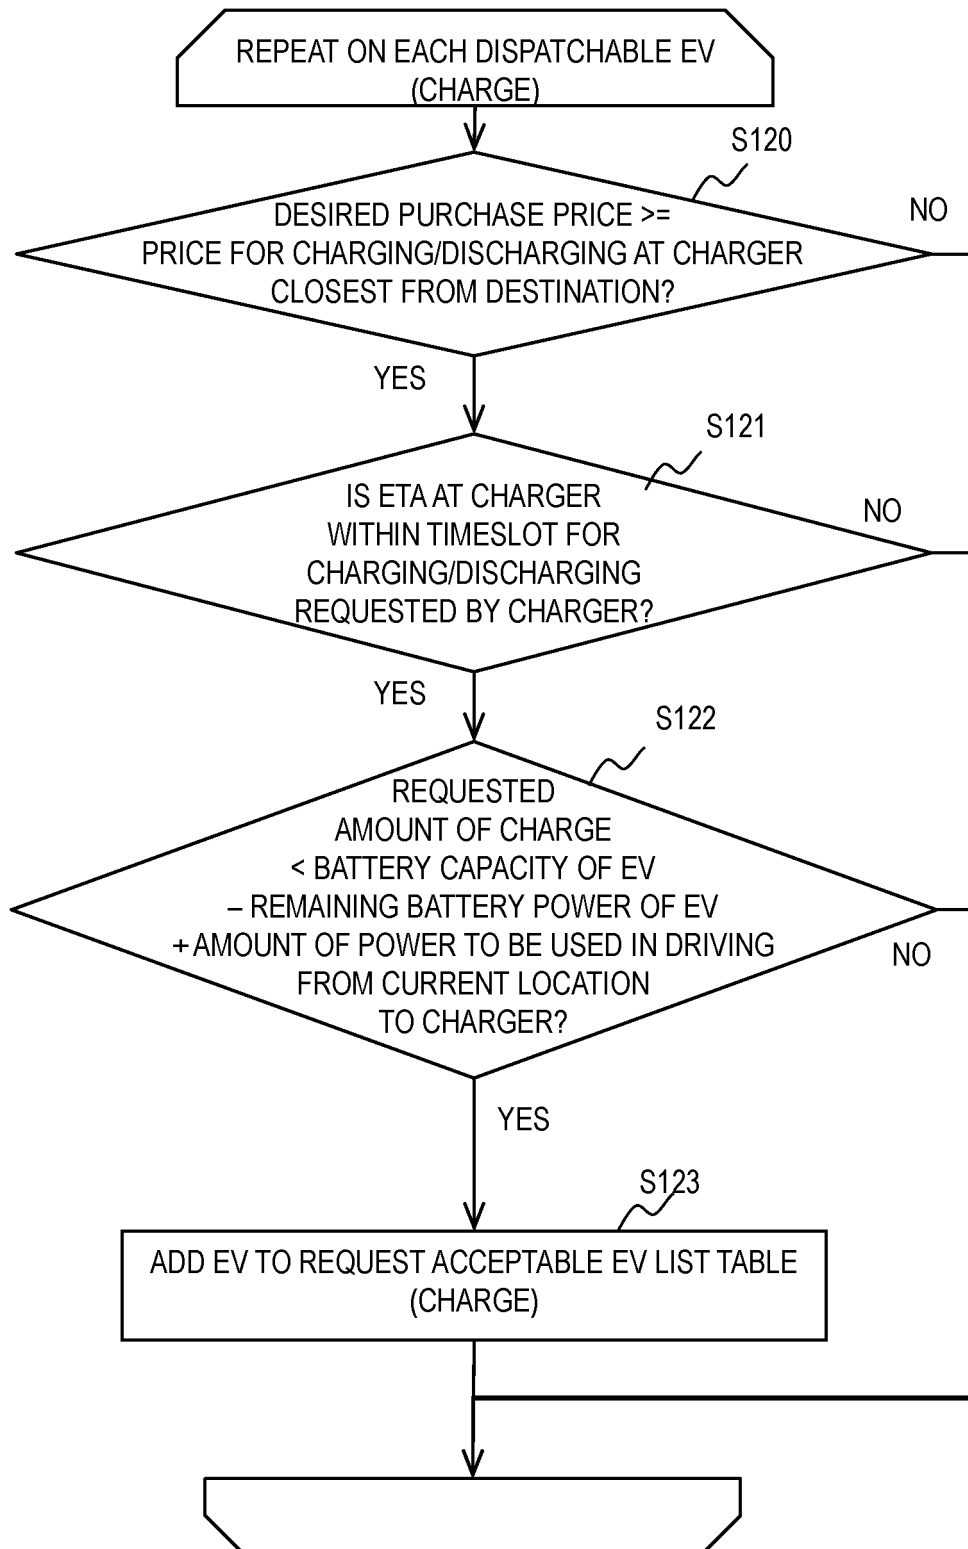 REPEAT ON EACH DISPATCHABLE EV
(CHARGE)
S120
DESIRED PURCHASE PRICE >=
PRICE FOR CHARGING/DISCHARGING AT CHARGER
CLOSEST FROM DESTINATION?
NO
YES
S121
IS ETA AT CHARGER
WITHIN TIMESLOT FOR
CHARGING/DISCHARGING
REQUESTED BY CHARGER?
NO
YES
S122
REQUESTED
AMOUNT OF CHARGE
< BATTERY CAPACITY OF EV
– REMAINING BATTERY POWER OF EV
+ AMOUNT OF POWER TO BE USED IN DRIVING
FROM CURRENT LOCATION
TO CHARGER?
NO
YES
S123
ADD EV TO REQUEST ACCEPTABLE EV LIST TABLE
(CHARGE)